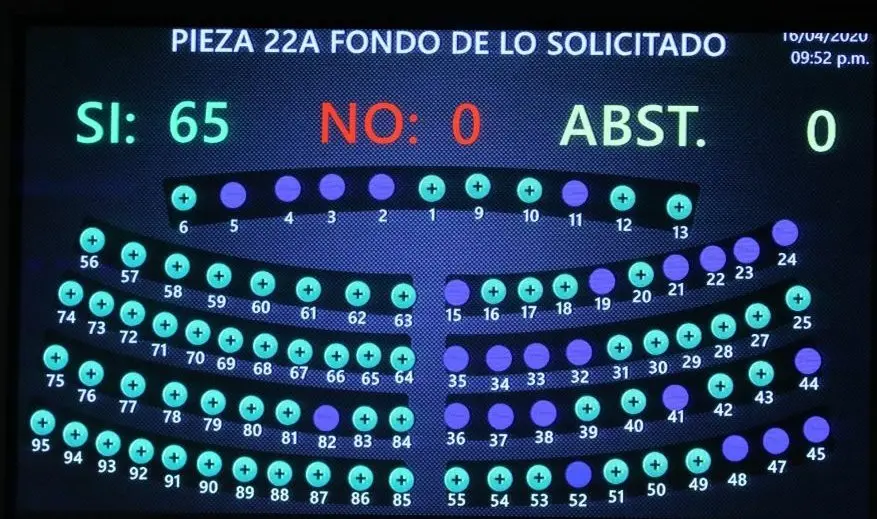 PIEZA 22A FONDO DE LO SOLICITADO
16/04/2020
09:52 p.m.
SI: 65 NO: 0 ABST. 0
6 5 4 3 2 1 9 10 11 12 13
56 57 58 59 60 61 62 63 15 16 17 18 19 20 21 22 23 24
74 73 72 71 70 69 68 67 66 65 64 35 34 33 32 31 30 29 28 27 25
75 76 77 78 79 80 81 82 83 84 36 37 38 39 40 41 42 43 44
95 94 93 92 91 90 89 88 87 86 85 55 54 53 52 51 50 49 48 47 45